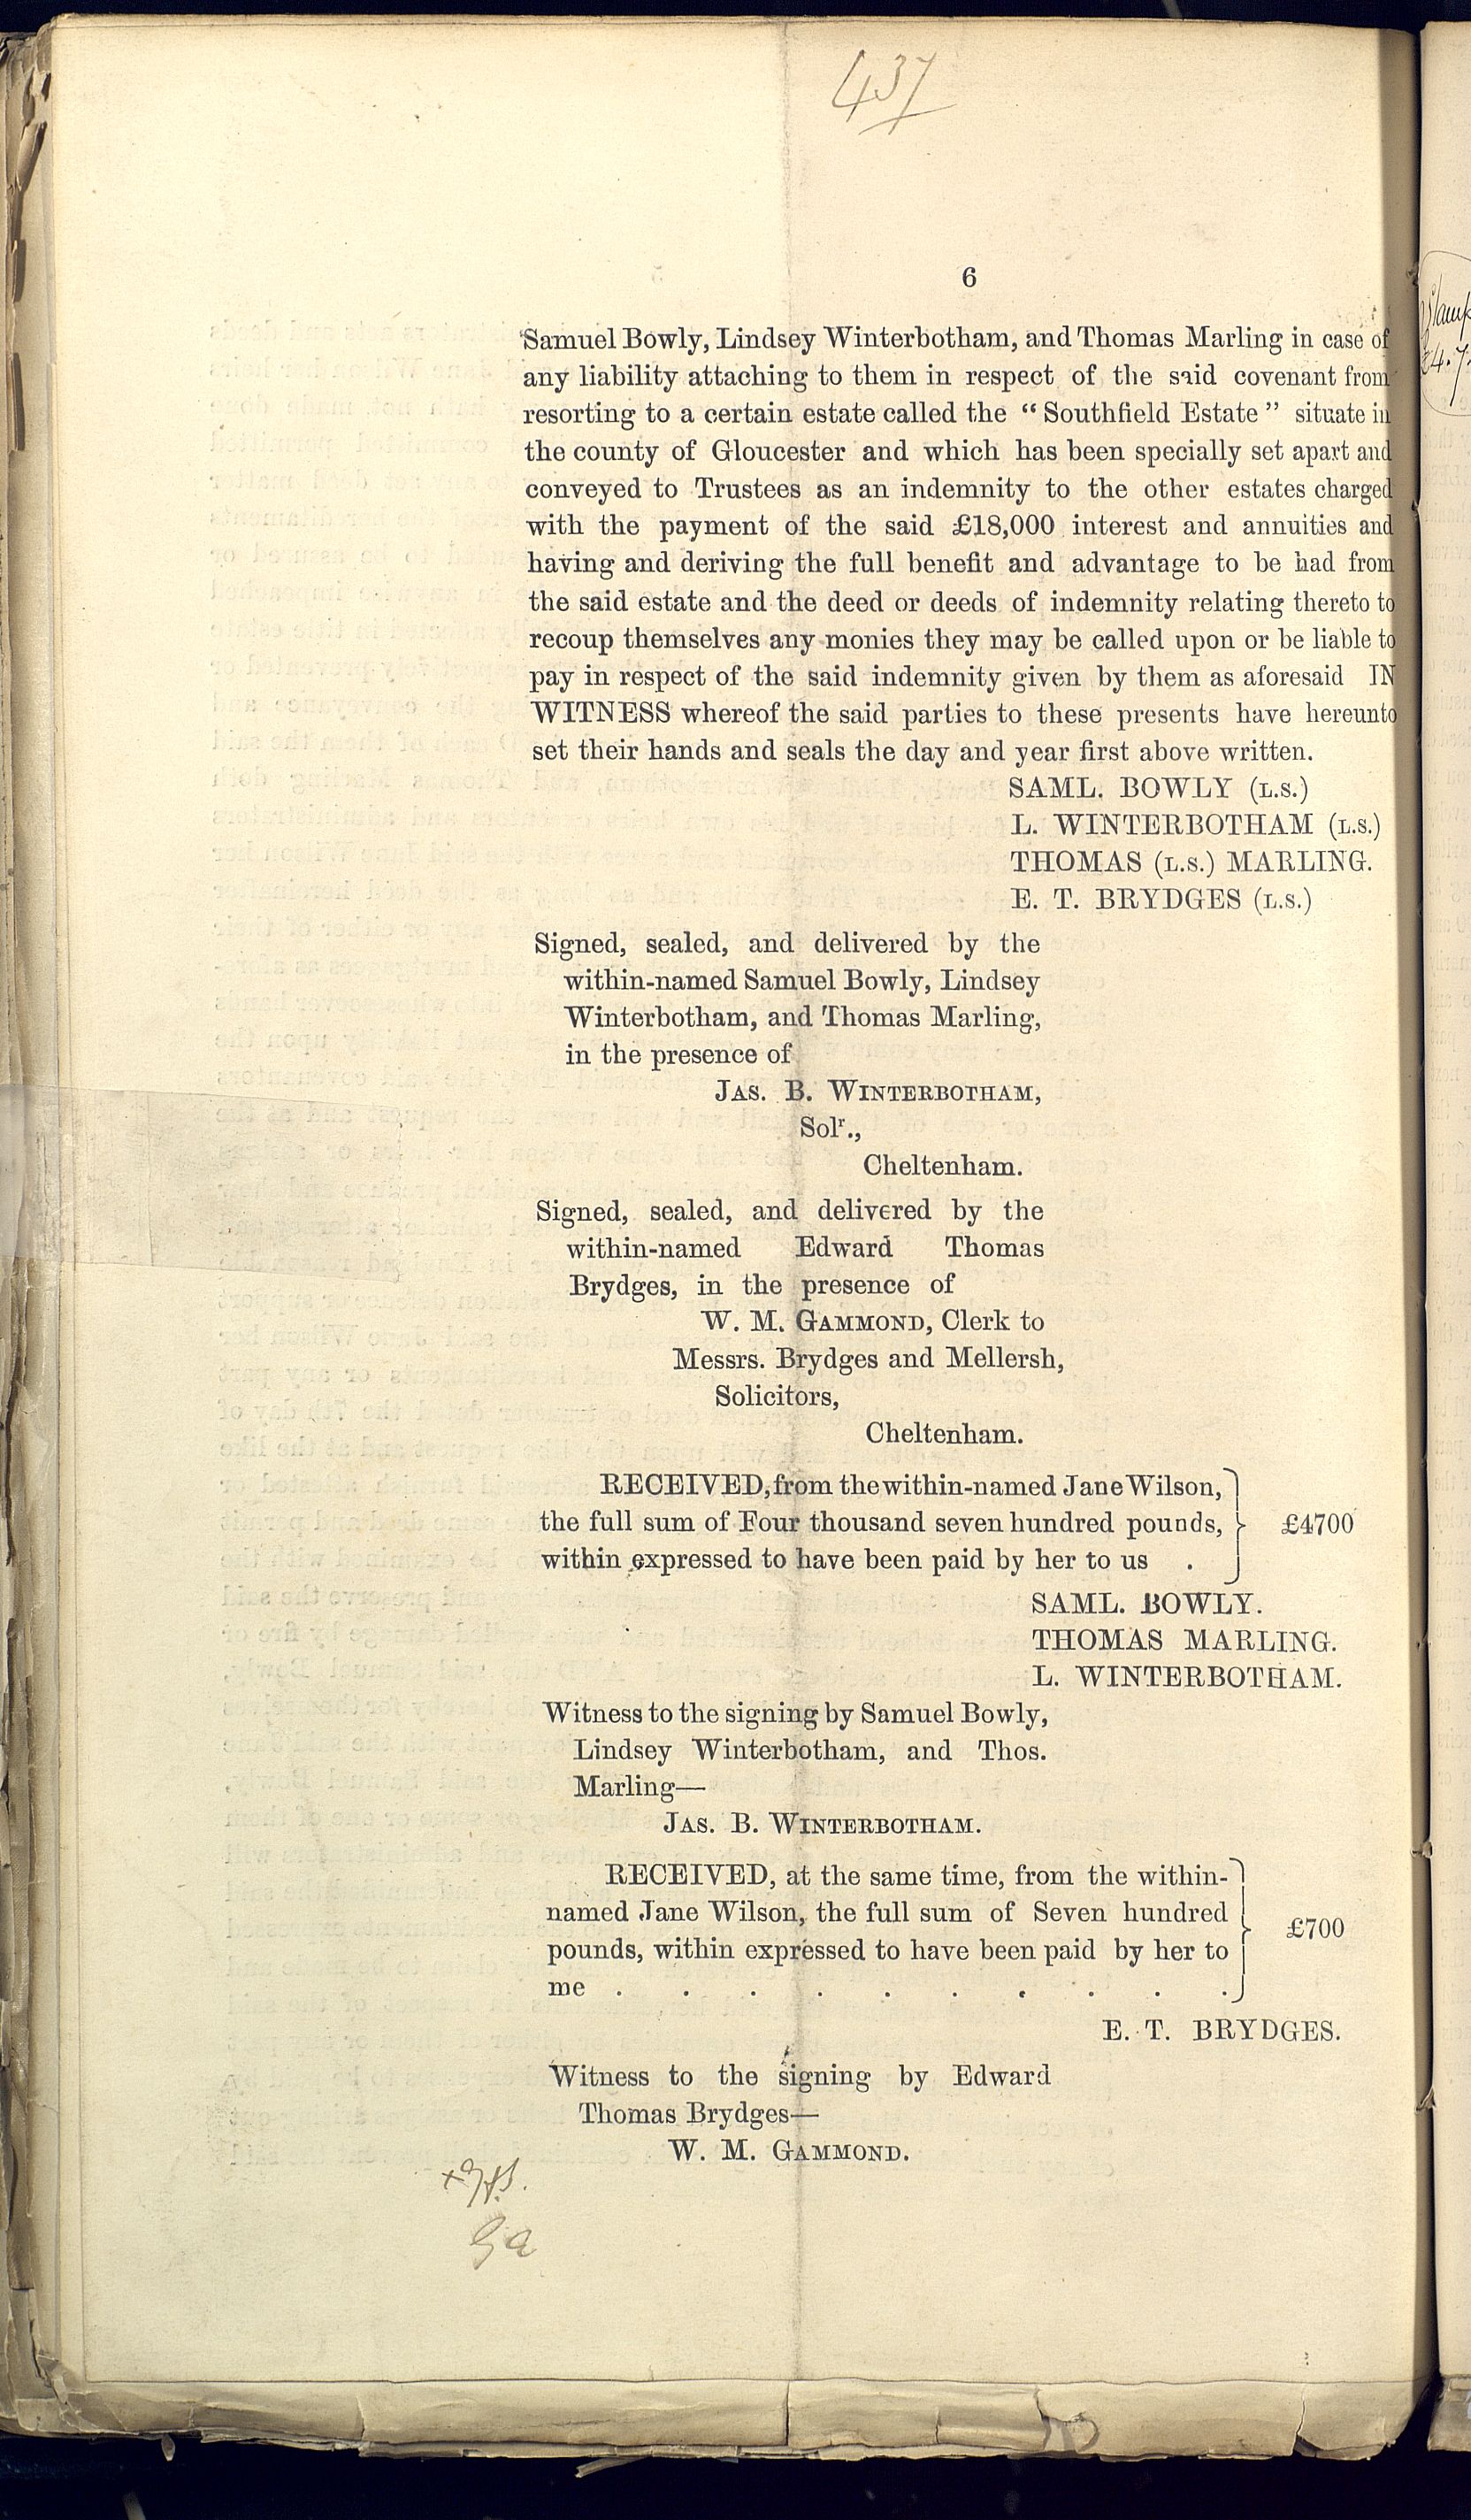 437
6
Samuel Bowly, Lindsey Winterbotham, and Thomas Marling in case of
any liability attaching to them in respect of the said covenant from
resorting to a certain estate called the “ Southfield Estate ” situate in
the county of Gloucester and which has been specially set apart and
conveyed to Trustees as an indemnity to the other estates charged
with the payment of the said £18,000 interest and annuities and
having and deriving the full benefit and advantage to be had from
the said estate and the deed or deeds of indemnity relating thereto to
recoup themselves any monies they may be called upon or be liable to
pay in respect of the said indemnity given by them as aforesaid IN
WITNESS whereof the said parties to these presents have hereunto
set their hands and seals the day and year first above written.
SAML. BOWLY (L.S.)
L. WINTERBOTHAM (L.S.)
THOMAS (L.S.) MARLING.
E. T. BRYDGES (L.S.)
Signed, sealed, and delivered by the
within-named Samuel Bowly, Lindsey
Winterbotham, and Thomas Marling,
in the presence of
JAS. B. WINTERBOTHAM,
Solr.,
Cheltenham.
Signed, sealed, and delivered by the
within-named Edward Thomas
Brydges, in the presence of
W. M. GAMMOND, Clerk to
Messrs. Brydges and Mellersh,
Solicitors,
Cheltenham.
RECEIVED, from the within-named Jane Wilson,
the full sum of Four thousand seven hundred pounds, £4700
within expressed to have been paid by her to us .
SAML. BOWLY.
THOMAS MARLING.
L. WINTERBOTHAM.
Witness to the signing by Samuel Bowly,
Lindsey Winterbotham, and Thos.
Marling—
JAS. B. WINTERBOTHAM.
RECEIVED, at the same time, from the within-
named Jane Wilson, the full sum of Seven hundred £700
pounds, within expressed to have been paid by her to
me . . . . . . . . . .
E. T. BRYDGES.
Witness to the signing by Edward
Thomas Brydges—
W. M. GAMMOND.